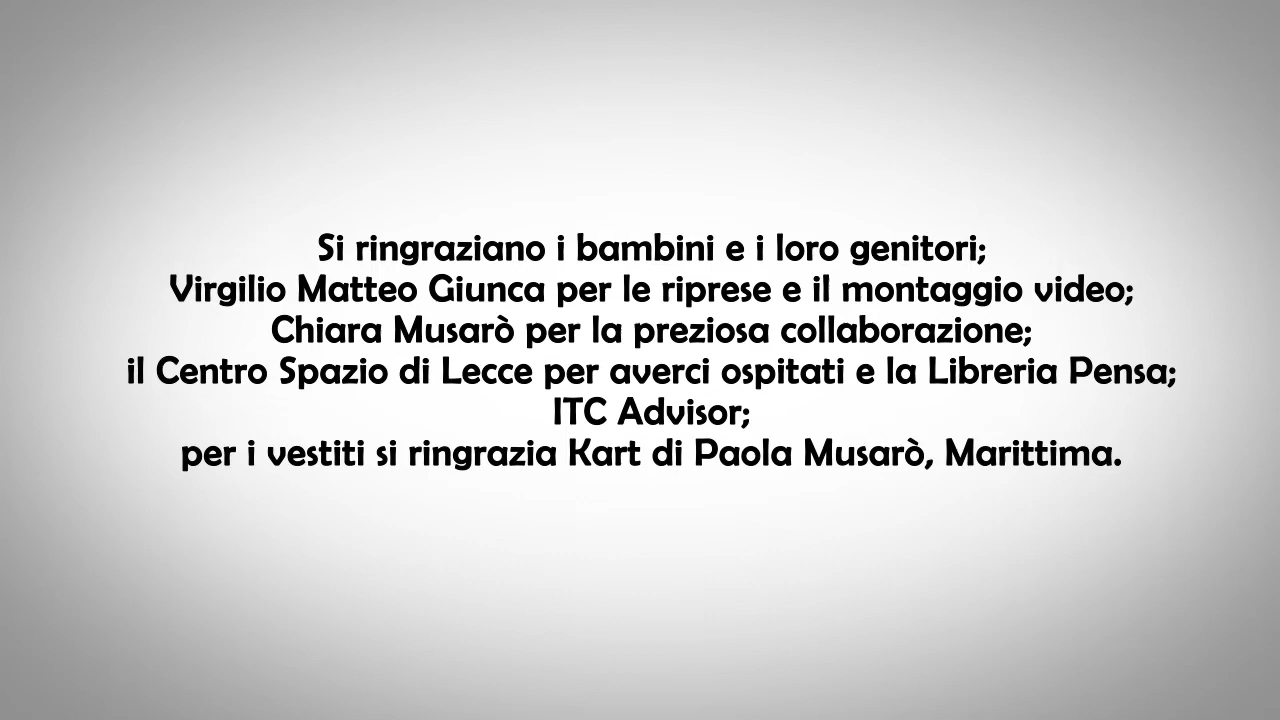 Si ringraziano i bambini e i loro genitori;
Virgilio Matteo Giunca per le riprese e il montaggio video;
Chiara Musarò per la preziosa collaborazione;
il Centro Spazio di Lecce per averci ospitati e la Libreria Pensa;
ITC Advisor;
per i vestiti si ringrazia Kart di Paola Musarò, Marittima.